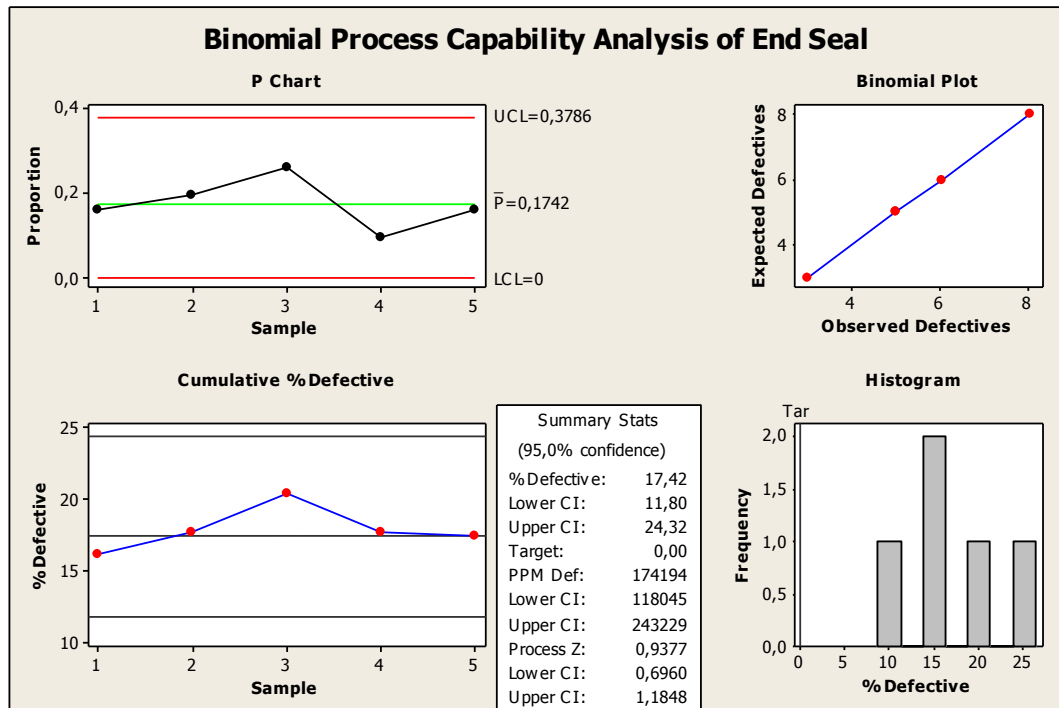 Binomial Process Capability Analysis of End Seal
P Chart
0,4
0,2
0,0
Proportion
UCL=0,3786
P̄=0,1742
LCL=0
1 2 3 4 5
Sample
Binomial Plot
8
6
4
Expected Defectives
4 6 8
Observed Defectives
Cumulative %Defective
25
20
15
10
%Defective
1 2 3 4 5
Sample
Summary Stats
(95,0% confidence)
%Defective: 17,42
Lower CI: 11,80
Upper CI: 24,32
Target: 0,00
PPM Def: 174194
Lower CI: 118045
Upper CI: 243229
Process Z: 0,9377
Lower CI: 0,6960
Upper CI: 1,1848
Histogram
Tar
2,0
1,5
1,0
0,5
0,0
Frequency
0 5 10 15 20 25
%Defective